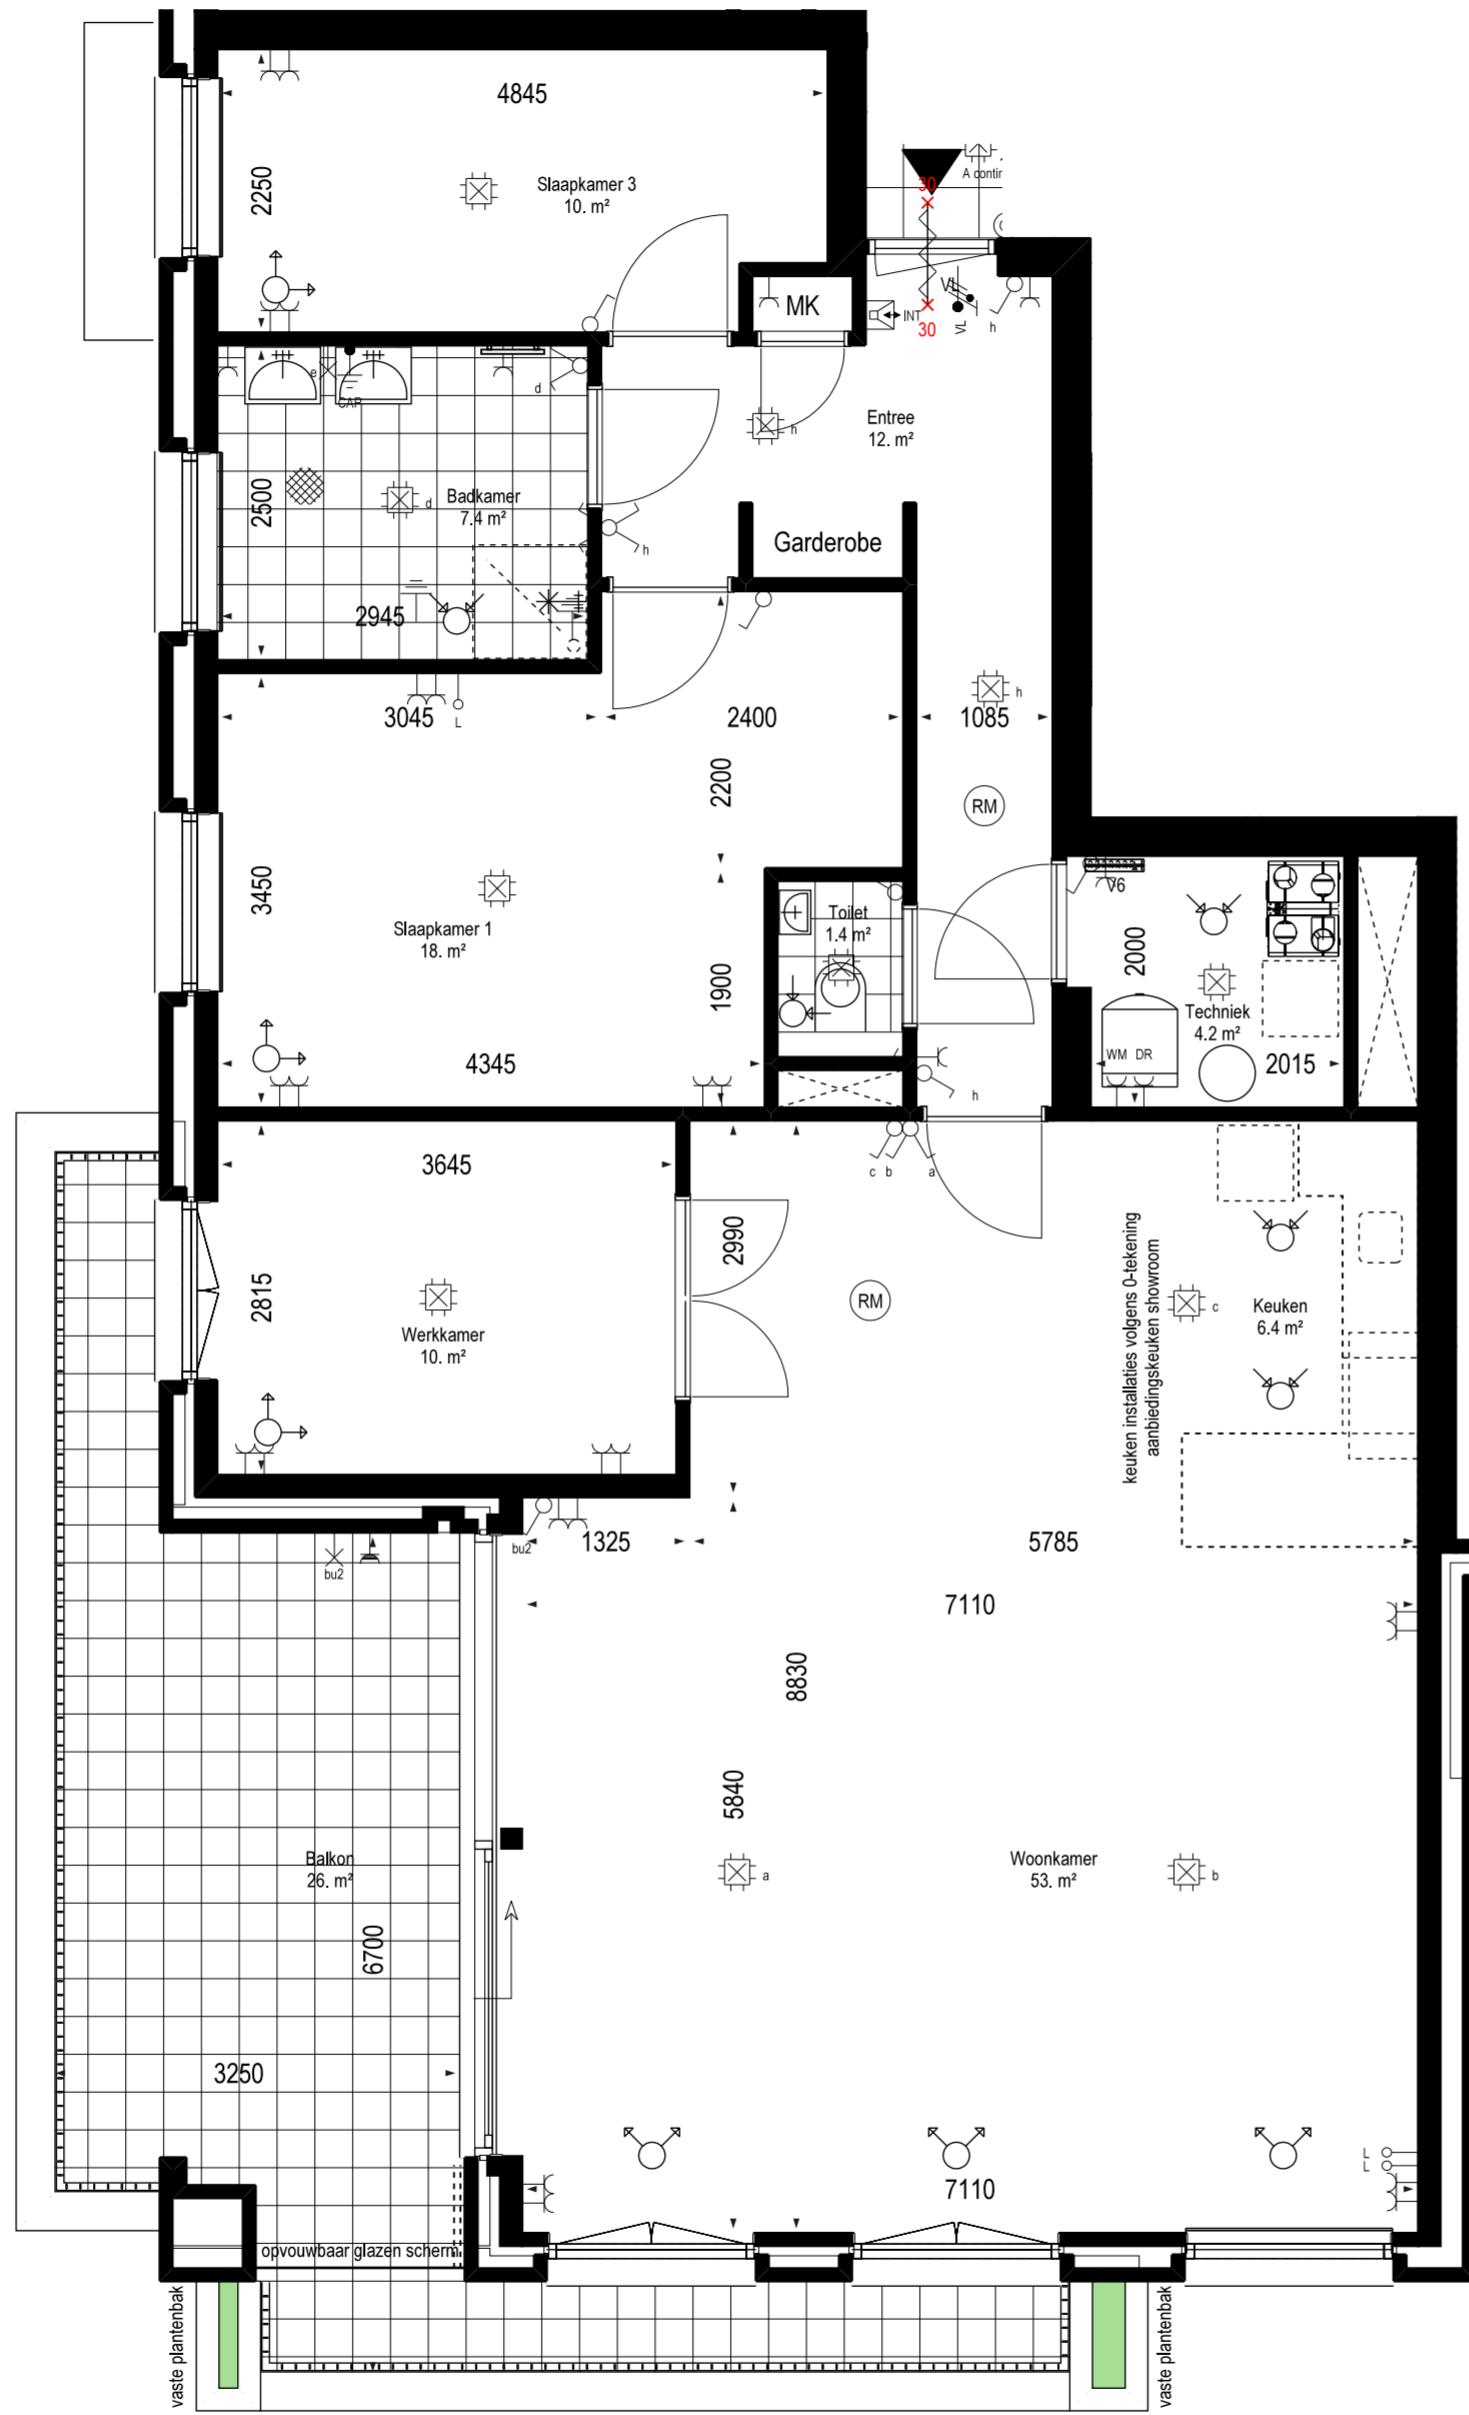 4845
2250
Slaapkamer 3
10. m²
A contir
30
MK
INT
VL
VL
30
h
e
CAP
d
Entree
12. m²
h
2500
Badkamer
7.4 m²
d
Garderobe
h
2945
3045
L
2400
1085
h
2200
RM
3450
Slaapkamer 1
18. m²
Toilet
1.4 m²
V6
2000
1900
Techniek
4.2 m²
WM DR
4345
2015
h
c b
a
3645
2990
2815
Werkkamer
10. m²
RM
keuken installaties volgens 0-tekening
aanbiedingskeuken showroom
c
Keuken
6.4 m²
bu2
bu2
1325
5785
7110
8830
5840
Balkon
26. m²
a
Woonkamer
53. m²
b
6700
3250
L
L
7110
opvouwbaar glazen scherm
vaste plantenbak
vaste plantenbak